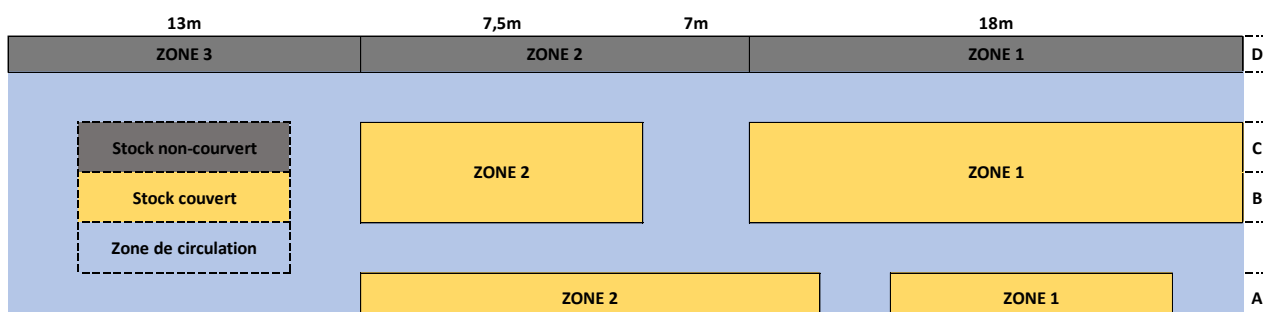 13m 7,5m 7m 18m
ZONE 3 ZONE 2 ZONE 1 D
Stock non-courvert
ZONE 2 ZONE 1
C
Stock couvert
B
Zone de circulation
ZONE 2 ZONE 1 A